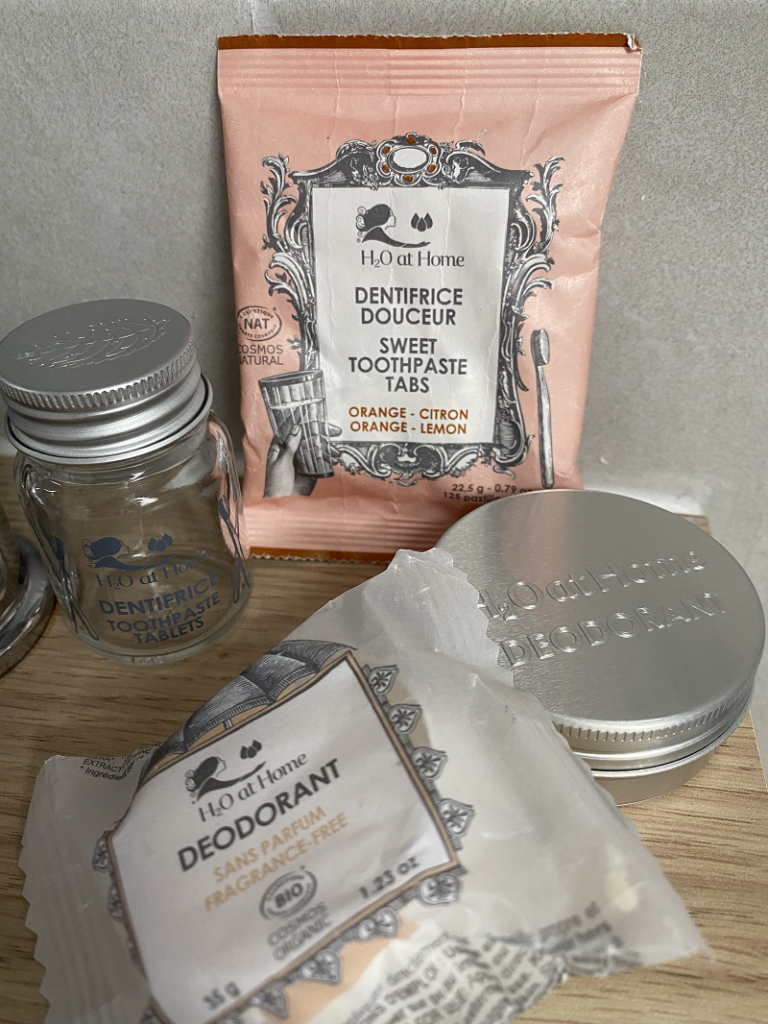 H₂O at Home
DENTIFRICE
DOUCEUR
SWEET
TOOTHPASTE
TABS
ORANGE - CITRON
ORANGE - LEMON
NAT
COSMOS
NATURAL
22.5 g - 0.79 oz
125
H₂O at Home
DENTIFRICE
TOOTHPASTE
TABLETS
H₂O at Home
DEODORANT
EXTRACT
H₂O at Home
DEODORANT
SANS PARFUM
FRAGRANCE-FREE
BIO
COSMOS
ORGANIC
35 g
1.23 oz